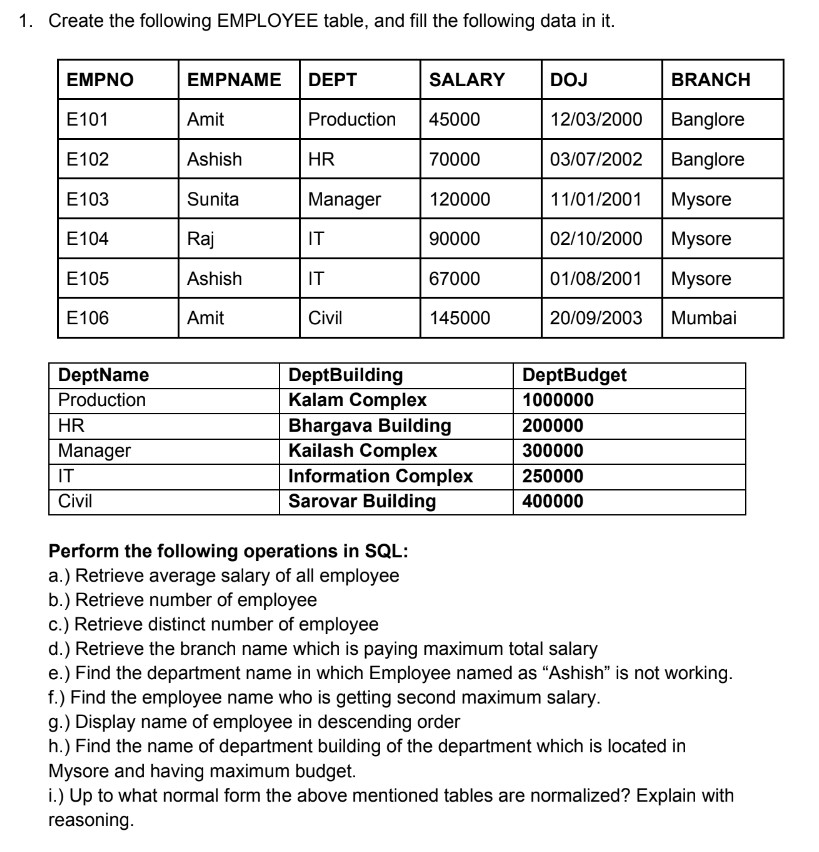 1. Create the following EMPLOYEE table, and fill the following data in it.
EMPNO EMPNAME DEPT SALARY DOJ BRANCH
E101 Amit Production 45000 12/03/2000 Banglore
E102 Ashish HR 70000 03/07/2002 Banglore
E103 Sunita Manager 120000 11/01/2001 Mysore
E104 Raj IT 90000 02/10/2000 Mysore
E105 Ashish IT 67000 01/08/2001 Mysore
E106 Amit Civil 145000 20/09/2003 Mumbai
DeptName DeptBuilding DeptBudget
Production Kalam Complex 1000000
HR Bhargava Building 200000
Manager Kailash Complex 300000
IT Information Complex 250000
Civil Sarovar Building 400000
Perform the following operations in SQL:
a.) Retrieve average salary of all employee
b.) Retrieve number of employee
c.) Retrieve distinct number of employee
d.) Retrieve the branch name which is paying maximum total salary
e.) Find the department name in which Employee named as “Ashish” is not working.
f.) Find the employee name who is getting second maximum salary.
g.) Display name of employee in descending order
h.) Find the name of department building of the department which is located in
Mysore and having maximum budget.
i.) Up to what normal form the above mentioned tables are normalized? Explain with
reasoning.